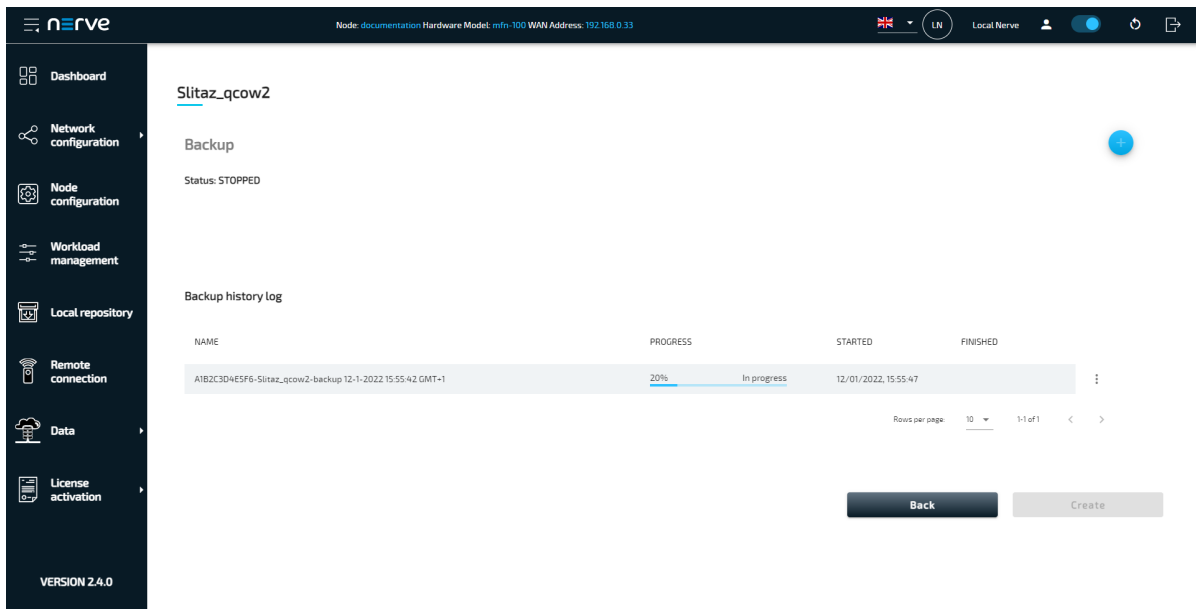 nerve
Node: documentation Hardware Model: mfn-100 WAN Address: 192.168.0.33
LN
Local Nerve
Dashboard
Network
configuration
Node
configuration
Workload
management
Local repository
Remote
connection
Data
License
activation
VERSION 2.4.0
Slitaz_qcow2
Backup
+
Status: STOPPED
Backup history log
NAME PROGRESS STARTED FINISHED
A1B2C3D4E5F6-Slitaz_qcow2-backup 12-1-2022 15:55:42 GMT+1 20% In progress 12/01/2022, 15:55:47
Rows per page: 10 1-1 of 1
Back Create